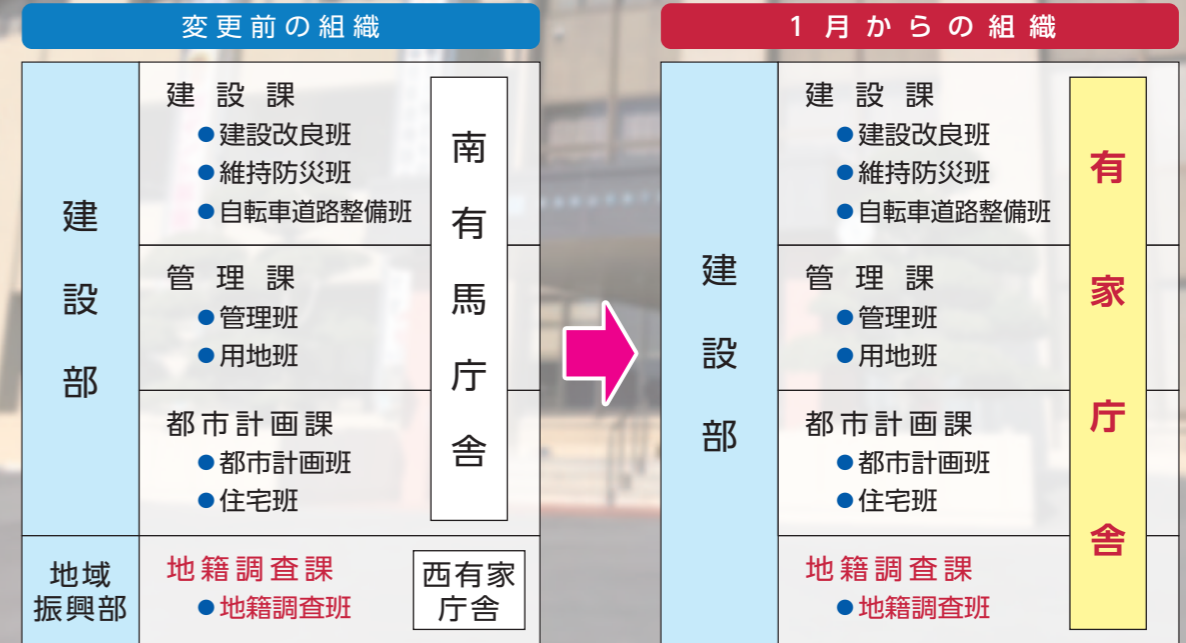 変更前の組織
建設部
建設課
●建設改良班
●維持防災班
●自転車道路整備班
管理課
●管理班
●用地班
都市計画課
●都市計画班
●住宅班
南有馬庁舎
地域
振興部
地籍調査課
●地籍調査班
西有家
庁舎
1月からの組織
建設部
建設課
●建設改良班
●維持防災班
●自転車道路整備班
管理課
●管理班
●用地班
都市計画課
●都市計画班
●住宅班
地籍調査課
●地籍調査班
有家庁舎